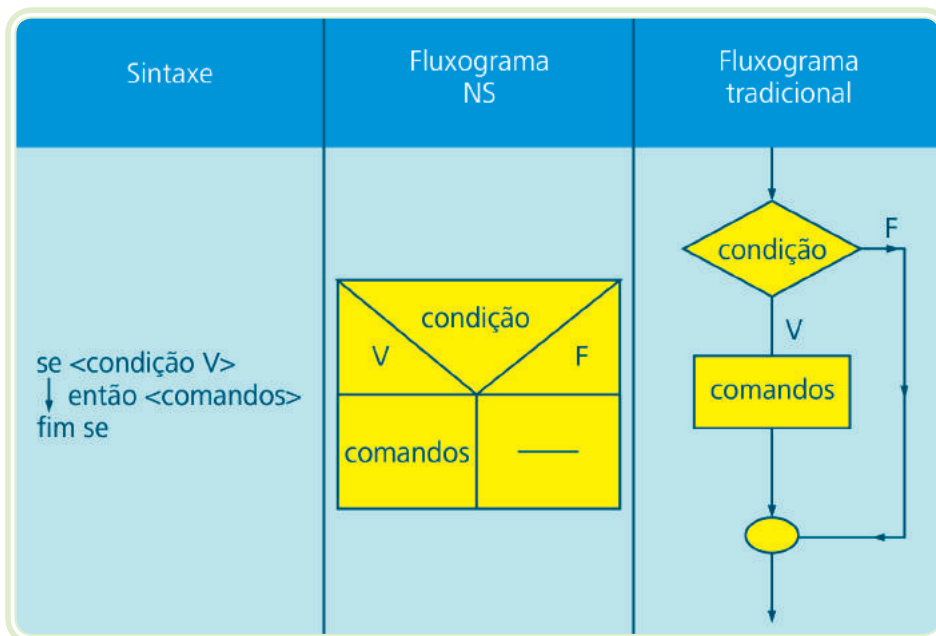 Sintaxe
Fluxograma
NS
Fluxograma
tradicional
se <condição V>
então <comandos>
fim se
condição
V
F
comandos
condição
F
V
comandos